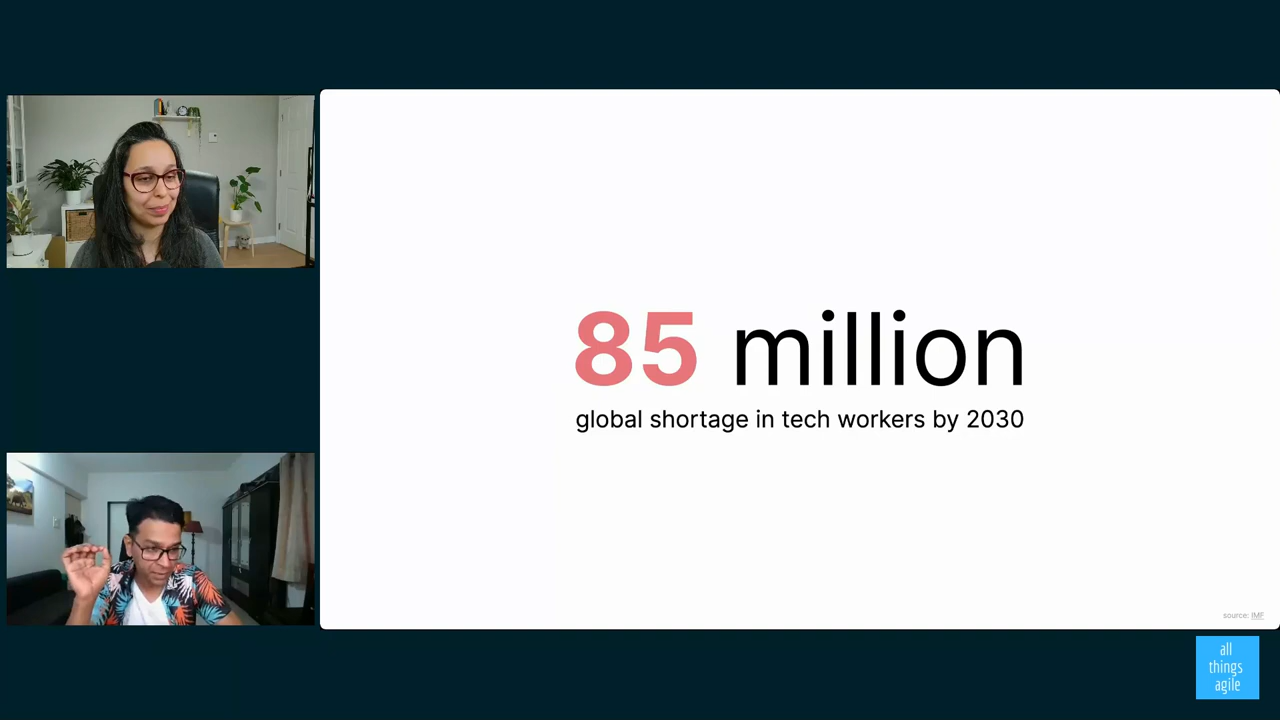 85 million
global shortage in tech workers by 2030
source: IMF
all
things
agile